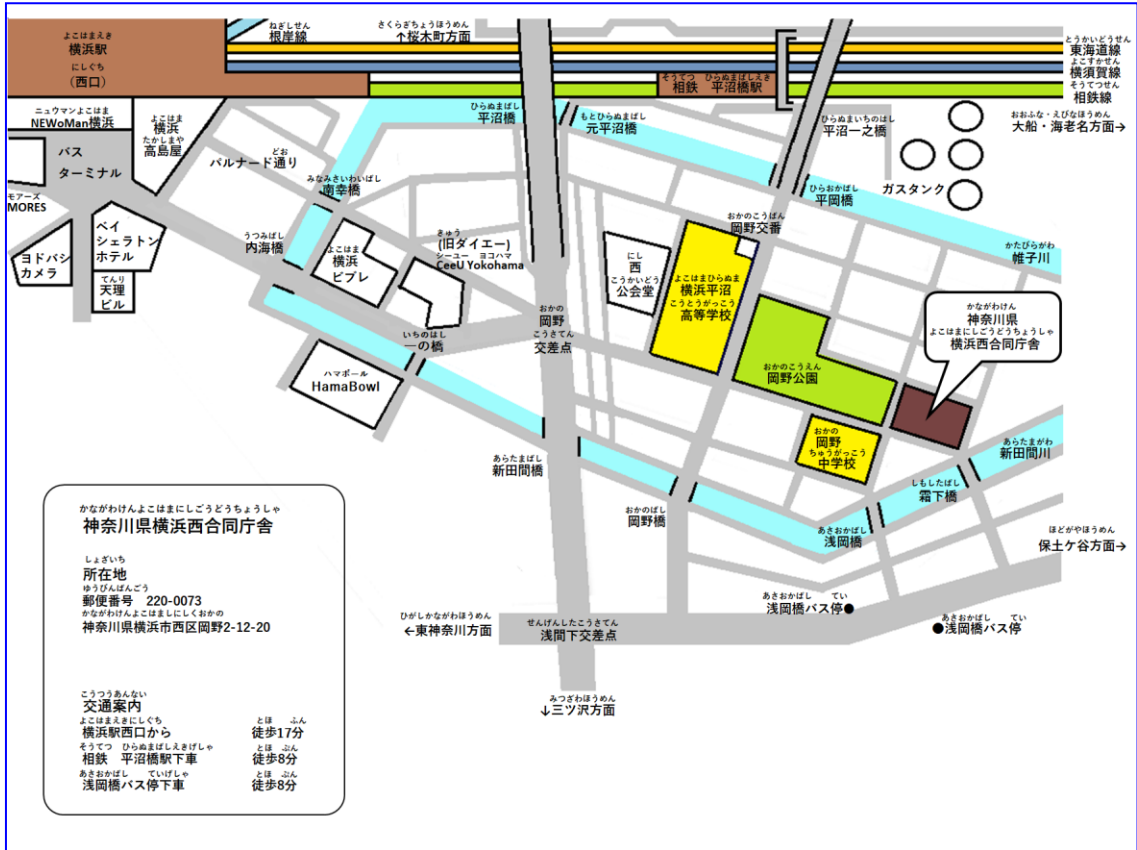 ねぎしせん
根岸線
さくらぎちょうほうめん
↑桜木町方面
よこはまえき
横浜駅
にしぐち
(西口)
とうかいどうせん
東海道線
よこすかせん
横須賀線
そうてつせん
相鉄線
そうてつ ひらぬまばしえき
相鉄 平沼橋駅
おおふな・えびなほうめん
大船・海老名方面→
ニュウマンよこはま
NEWoMan横浜
よこはま
横浜
たかしまや
高島屋
バス
ターミナル
どお
パルナード通り
ひらぬまばし
平沼橋
もとひらぬまばし
元平沼橋
ひらぬまいちのはし
平沼一之橋
ガスタンク
ひらおかばし
平岡橋
みなみさいわいばし
南幸橋
モアーズ
MORES
ベイ
シェラトン
ホテル
ヨドバシ
カメラ
てんり
天理
ビル
うつみばし
内海橋
よこはま
横浜
ビブレ
きゅう
(旧ダイエー)
シーユー ヨコハマ
CeeU Yokohama
おかのこうばん
岡野交番
にし
西
こうかいどう
公会堂
よこはまひらぬま
横浜平沼
こうとうがっこう
高等学校
かたびらがわ
帷子川
かながわけん
神奈川県
よこはまにしごうどうちょうしゃ
横浜西合同庁舎
おかの
岡野
こうさてん
交差点
いちのはし
一の橋
ハマボール
HamaBowl
おかのこうえん
岡野公園
おかの
岡野
ちゅうがっこう
中学校
あらたまがわ
新田間川
あらたまばし
新田間橋
しもしたばし
霜下橋
おかのばし
岡野橋
あさおかばし
浅岡橋
ほどがやほうめん
保土ケ谷方面→
あさおかばし てい
浅岡橋バス停●
あさおかばし てい
●浅岡橋バス停
ひがしかながわほうめん
←東神奈川方面
せんげんしたこうさてん
浅間下交差点
みつざわほうめん
↓三ツ沢方面
かながわけんよこはまにしごうどうちょうしゃ
神奈川県横浜西合同庁舎
しょざいち
所在地
ゆうびんばんごう
郵便番号 220-0073
かながわけんよこはましにしくおかの
神奈川県横浜市西区岡野2-12-20
こうつうあんない
交通案内
よこはまえきにしぐち とほ ふん
横浜駅西口から 徒歩17分
そうてつ ひらぬまばしえきげしゃ とほ ぷん
相鉄 平沼橋駅下車 徒歩8分
あさおかばし ていげしゃ とほ ぷん
浅岡橋バス停下車 徒歩8分